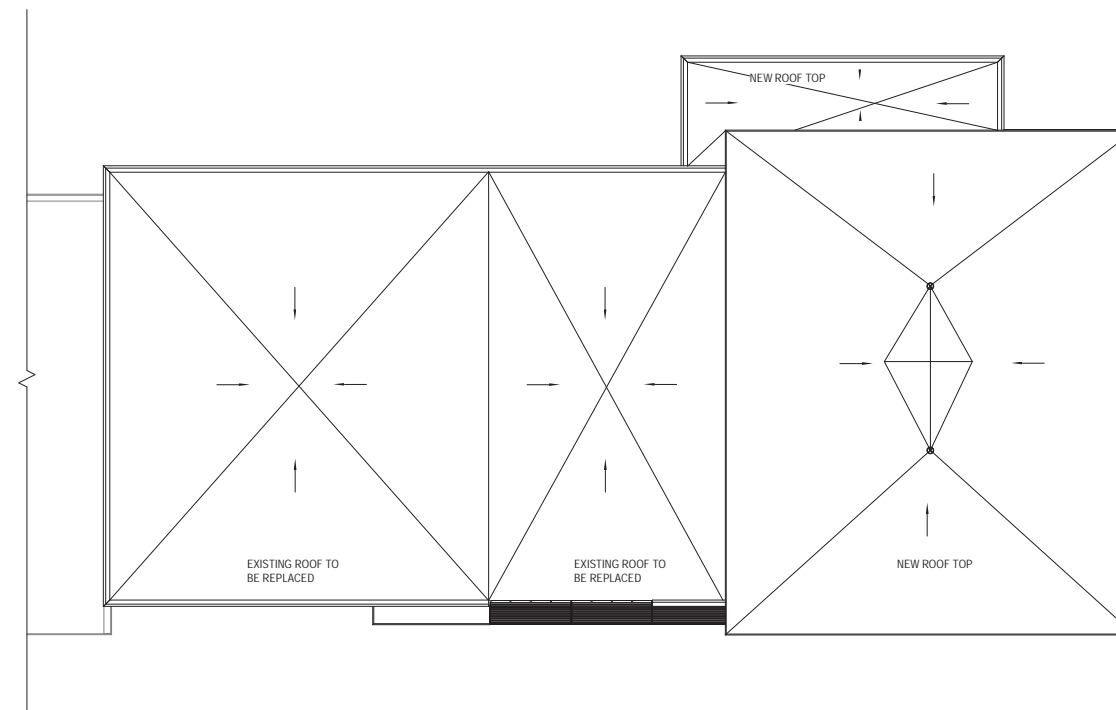 NEW ROOF TOP
EXISTING ROOF TO
BE REPLACED
EXISTING ROOF TO
BE REPLACED
NEW ROOF TOP